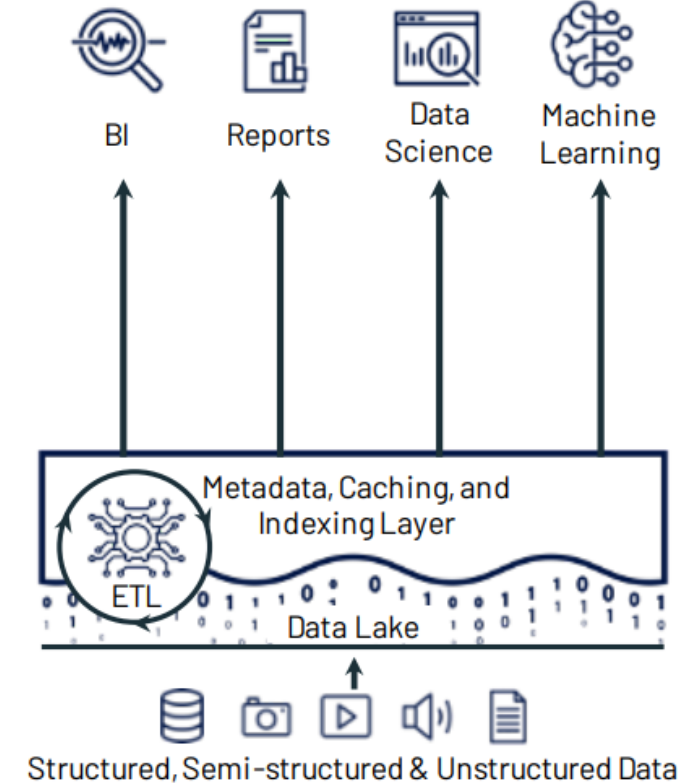 BI
Reports
Data
Science
Machine
Learning
Metadata, Caching, and
Indexing Layer
ETL
Data Lake
Structured, Semi-structured & Unstructured Data